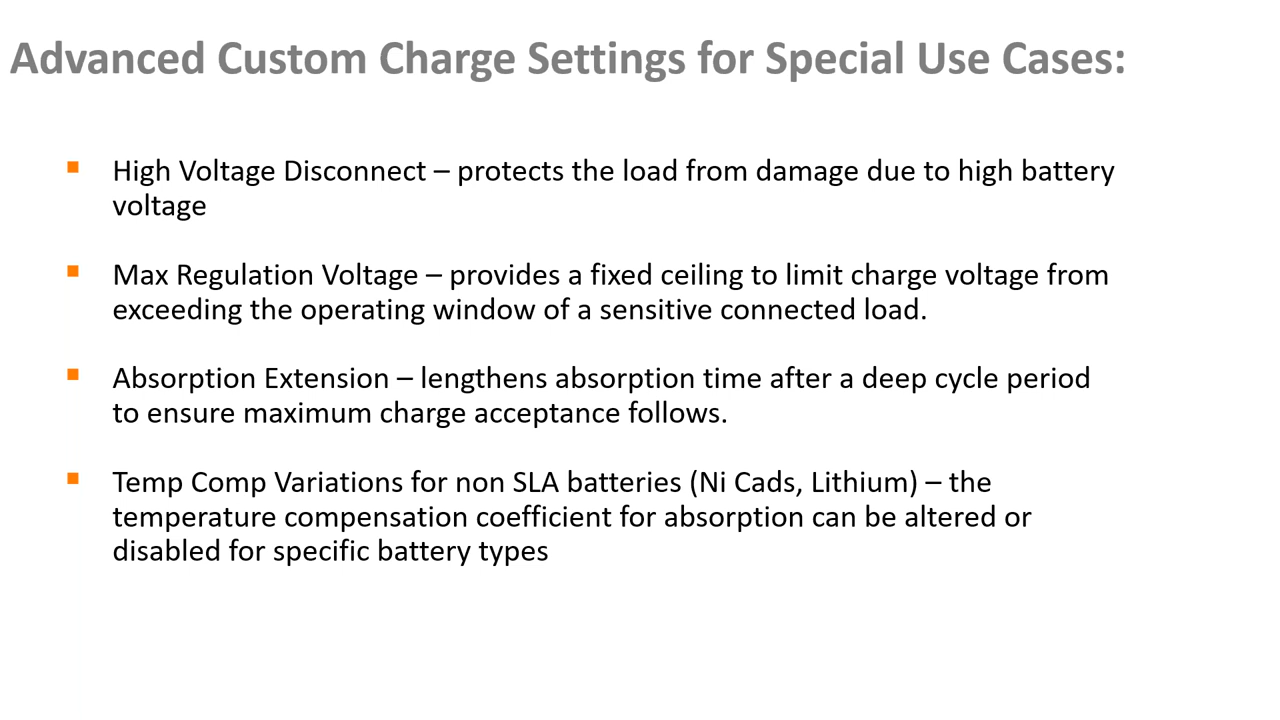 Advanced Custom Charge Settings for Special Use Cases:
High Voltage Disconnect – protects the load from damage due to high battery
voltage
Max Regulation Voltage – provides a fixed ceiling to limit charge voltage from
exceeding the operating window of a sensitive connected load.
Absorption Extension – lengthens absorption time after a deep cycle period
to ensure maximum charge acceptance follows.
Temp Comp Variations for non SLA batteries (Ni Cads, Lithium) – the
temperature compensation coefficient for absorption can be altered or
disabled for specific battery types